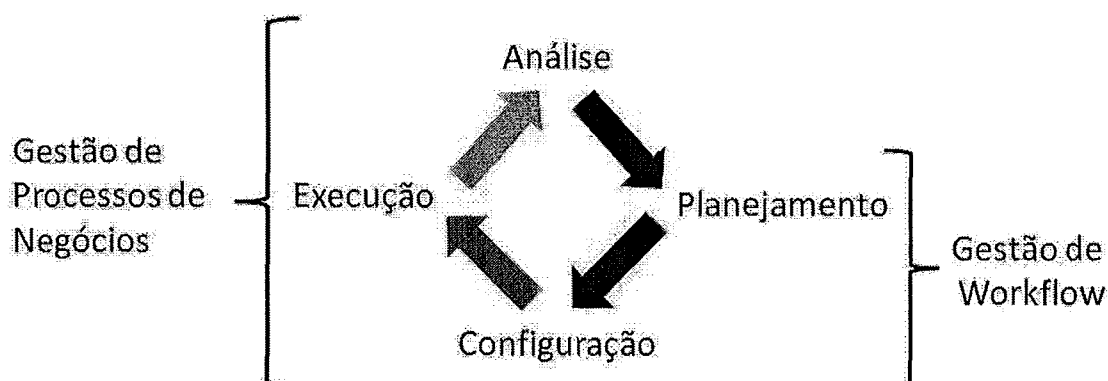 Análise
Gestão de
Processos de
Negócios
Execução
Planejamento
Gestão de
Workflow
Configuração